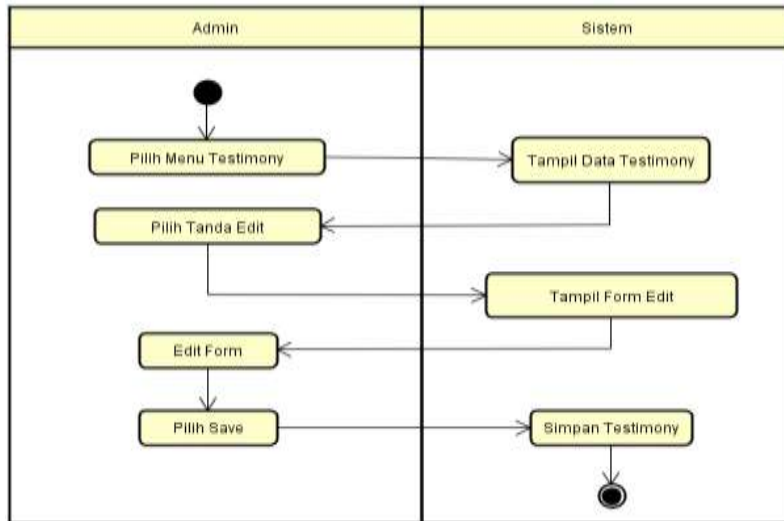 Admin
Sistem
Pilih Menu Testimony
Tampil Data Testimony
Pilih Tanda Edit
Tampil Form Edit
Edit Form
Pilih Save
Simpan Testimony